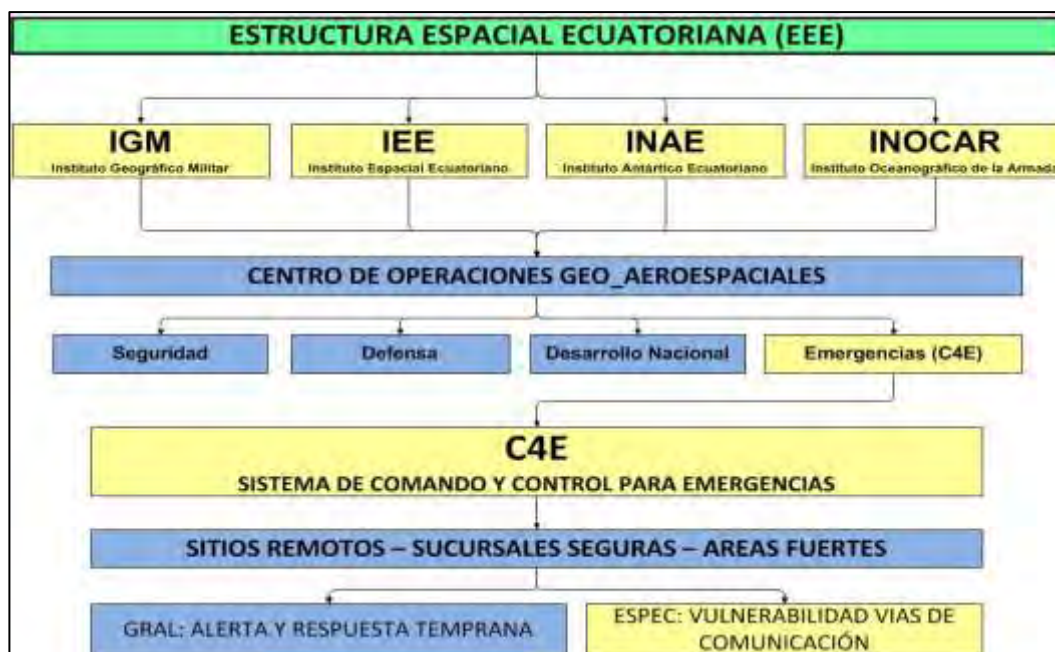 ESTRUCTURA ESPACIAL ECUATORIANA (EEE)
IGM
Instituto Geográfico Militar
IEE
Instituto Espacial Ecuatoriano
INAE
Instituto Antártico Ecuatoriano
INOCAR
Instituto Oceanográfico de la Armada
CENTRO DE OPERACIONES GEO_AEROESPACIALES
Seguridad
Defensa
Desarrollo Nacional
Emergencias (C4E)
C4E
SISTEMA DE COMANDO Y CONTROL PARA EMERGENCIAS
SITIOS REMOTOS – SUCURSALES SEGURAS – AREAS FUERTES
GRAL: ALERTA Y RESPUESTA TEMPRANA
ESPEC: VULNERABILIDAD VIAS DE
COMUNICACIÓN